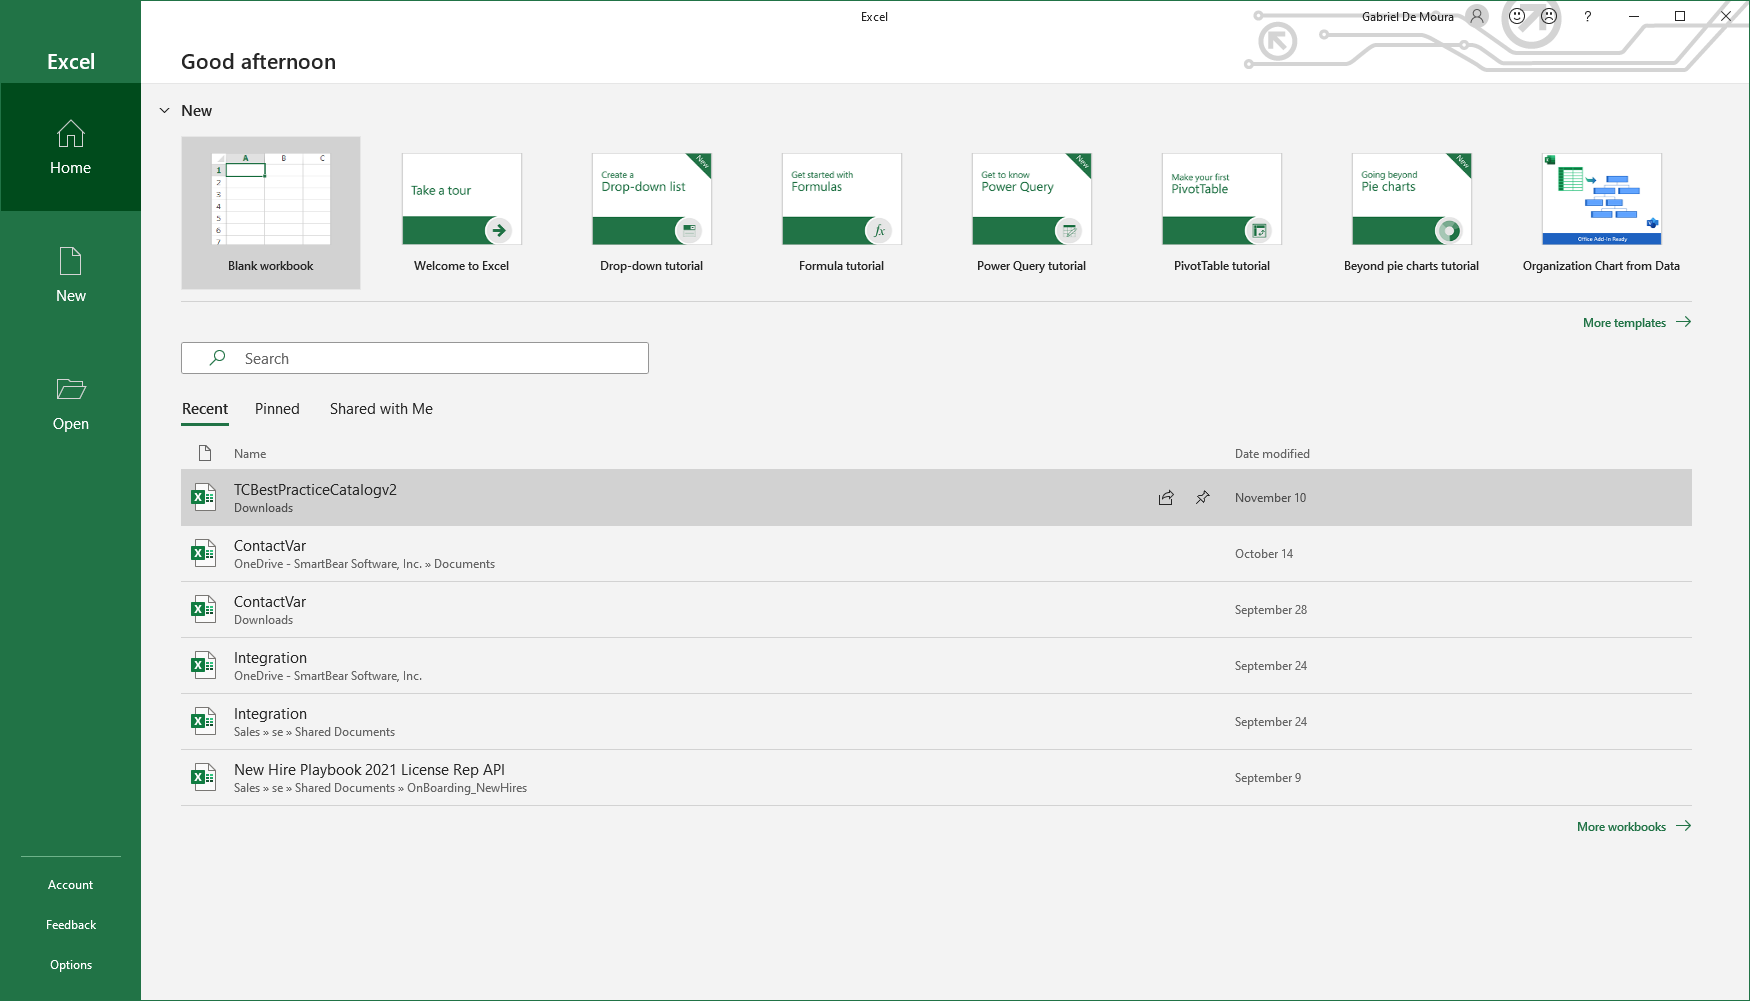 Excel
Gabriel De Moura
?
Excel
Good afternoon
Home
New
Open
Account
Feedback
Options
New
A B C
1
2
3
4
5
6
7
Blank workbook
Take a tour
Welcome to Excel
New
Create a
Drop-down list
Drop-down tutorial
Get started with
Formulas
fx
Formula tutorial
New
Get to know
Power Query
Power Query tutorial
Make your first
PivotTable
PivotTable tutorial
New
Going beyond
Pie charts
Beyond pie charts tutorial
Office Add-In Ready
Organization Chart from Data
More templates
Search
Recent Pinned Shared with Me
Name Date modified
TCBestPracticeCatalogv2
Downloads
November 10
ContactVar
OneDrive - SmartBear Software, Inc. » Documents
October 14
ContactVar
Downloads
September 28
Integration
OneDrive - SmartBear Software, Inc.
September 24
Integration
Sales » se » Shared Documents
September 24
New Hire Playbook 2021 License Rep API
Sales » se » Shared Documents » OnBoarding_NewHires
September 9
More workbooks